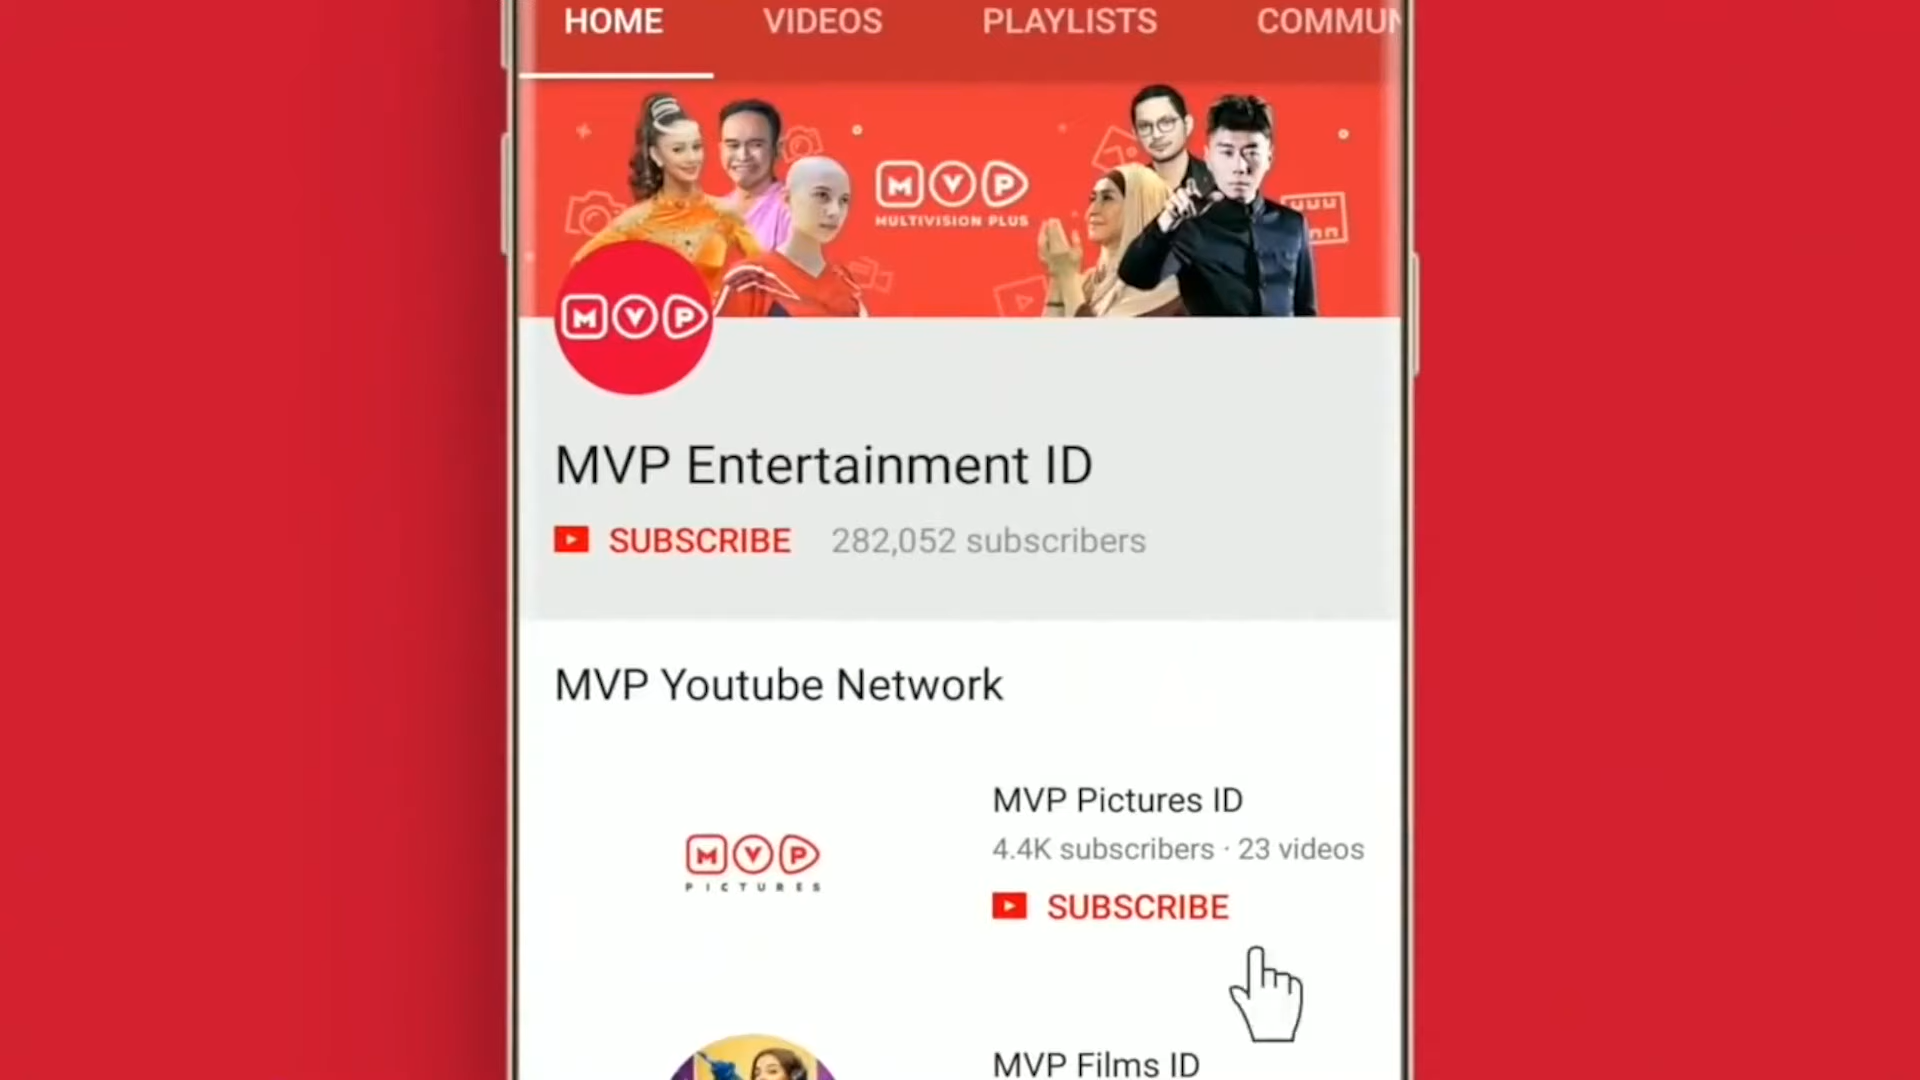 HOME VIDEOS PLAYLISTS COMMUN
MVP
MULTIVISION PLUS
MVP
MVP Entertainment ID
SUBSCRIBE 282,052 subscribers
MVP Youtube Network
MVP Pictures ID
4.4K subscribers · 23 videos
MVP
PICTURES
SUBSCRIBE
MVP Films ID